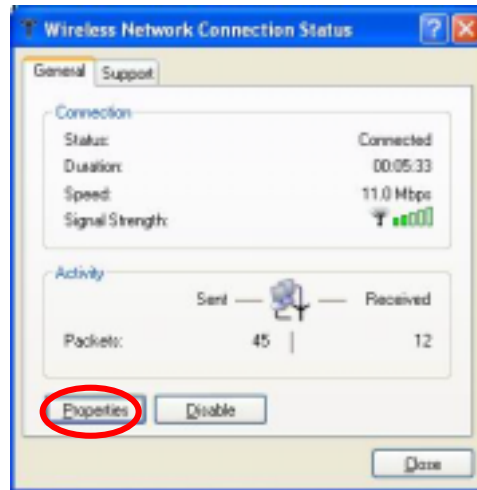 Wireless Network Connection Status
General Support
Connection
Status: Connected
Duration: 00:05:33
Speed: 11.0 Mbps
Signal Strength:
Activity
Sent Received
Packets: 45 12
Properties Disable
Close